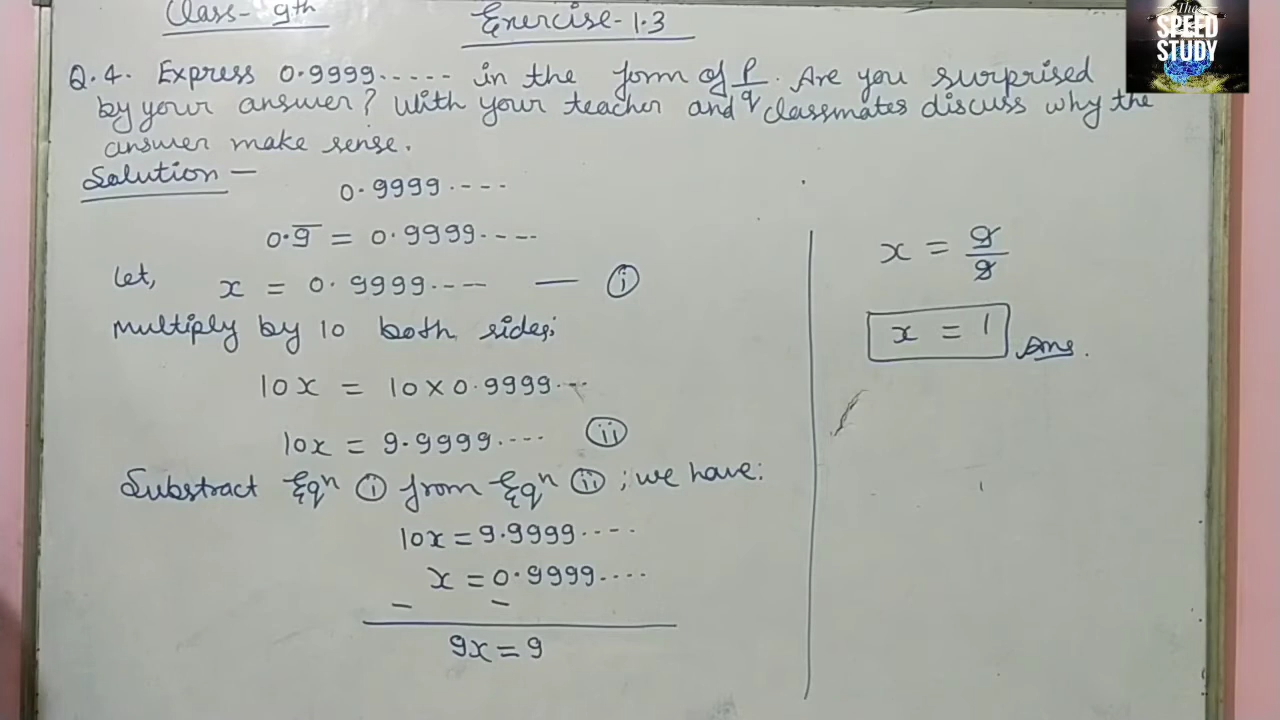 Class- 9th
Exercise-1.3
The
SPEED
STUDY
Q.4. Express 0.9999..... in the form of p/q. Are you surprised
by your answer? With your teacher and classmates discuss why the
answer make sense.
Solution -
0.9999....
0.9̅ = 0.9999....
Let, x = 0.9999.... — (i)
Multiply by 10 both sides;
10x = 10×0.9999...
10x = 9.9999.... (ii)
Substract Eqⁿ (i) from Eqⁿ (ii); we have:
10x = 9.9999....
x = 0.9999....
- -
9x = 9
x = 9/9
x = 1 Ans.